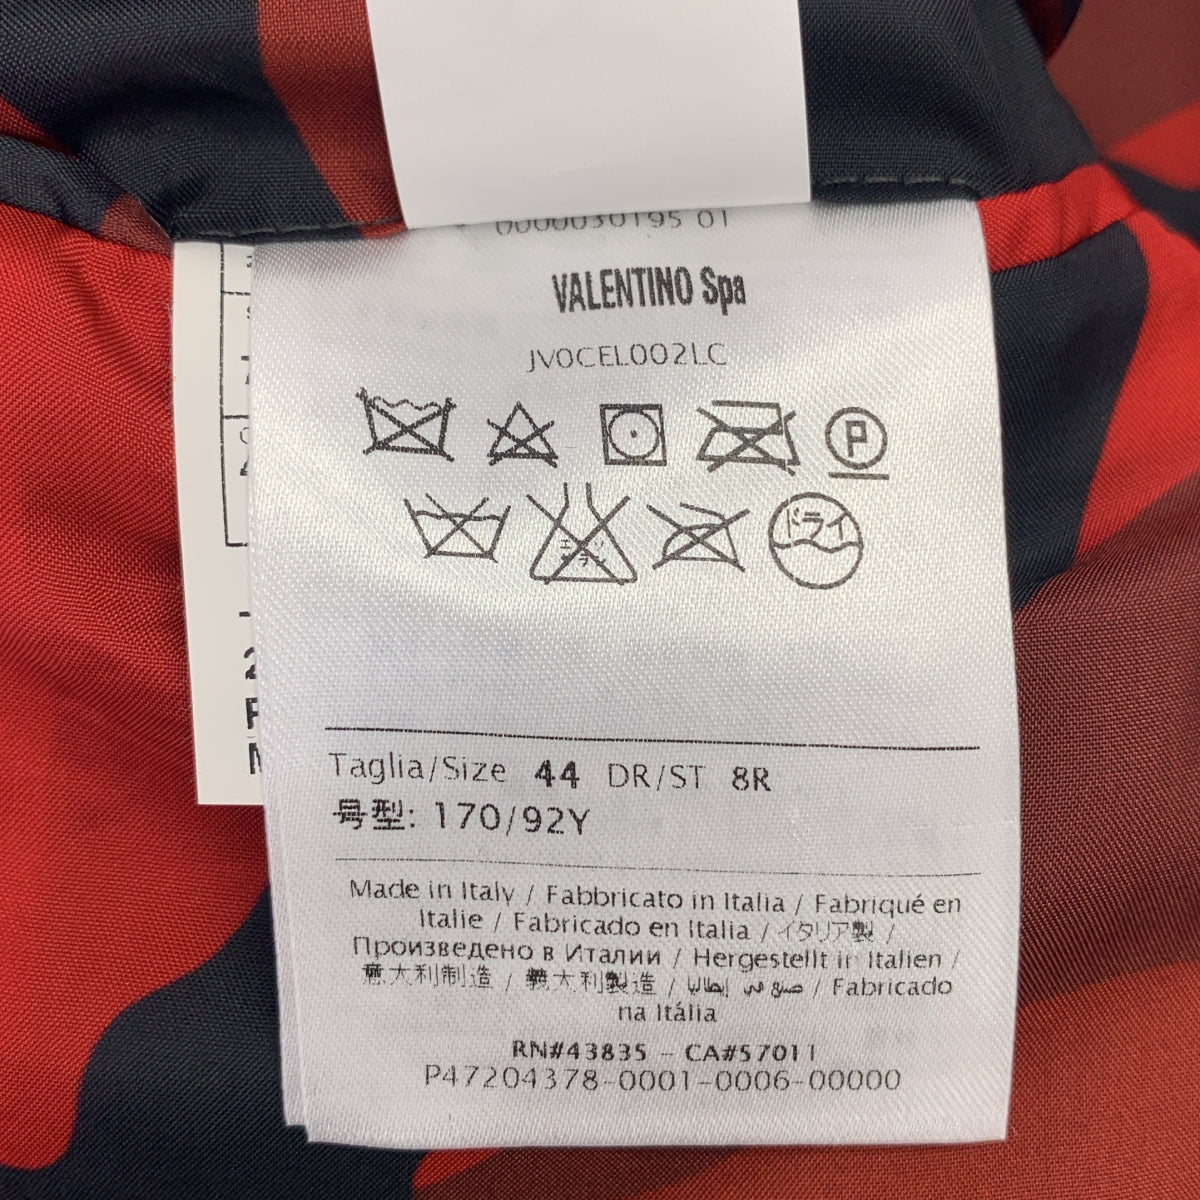 0000030195 01
VALENTINO Spa
JV0CEL002LC
P
ドライ
Taglia/Size 44 DR/ST 8R
号型: 170/92Y
Made in Italy / Fabbricato in Italia / Fabriqué en
Italie / Fabricado en Italia / イタリア製 /
Произведено в Италии / Hergestellt in Italien /
意大利制造 / 義大利製造 / صنع في إيطاليا / Fabricado
na Itália
RN#43835 - CA#57011
P47204378-0001-0006-00000